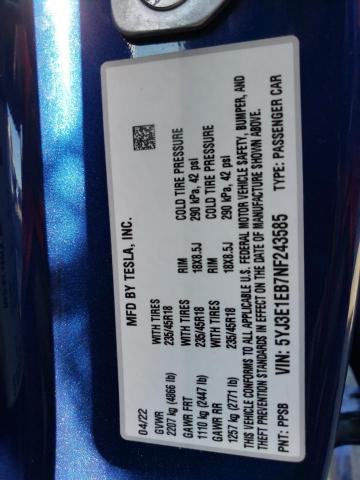 MFD BY TESLA, INC.
04/22
GVWR WITH TIRES RIM COLD TIRE PRESSURE
2207 kg (4866 lb) 235/45R18 18X8.5J 290 kPa, 42 psi
GAWR FRT WITH TIRES RIM COLD TIRE PRESSURE
1110 kg (2447 lb) 235/45R18 18X8.5J 290 kPa, 42 psi
GAWR RR
1257 kg (2771 lb)
THIS VEHICLE CONFORMS TO ALL APPLICABLE U.S. FEDERAL MOTOR VEHICLE SAFETY, BUMPER, AND
THEFT PREVENTION STANDARDS IN EFFECT ON THE DATE OF MANUFACTURE SHOWN ABOVE.
VIN: 5YJ3E1EB7NF243585 TYPE: PASSENGER CAR
PNT: PPSB